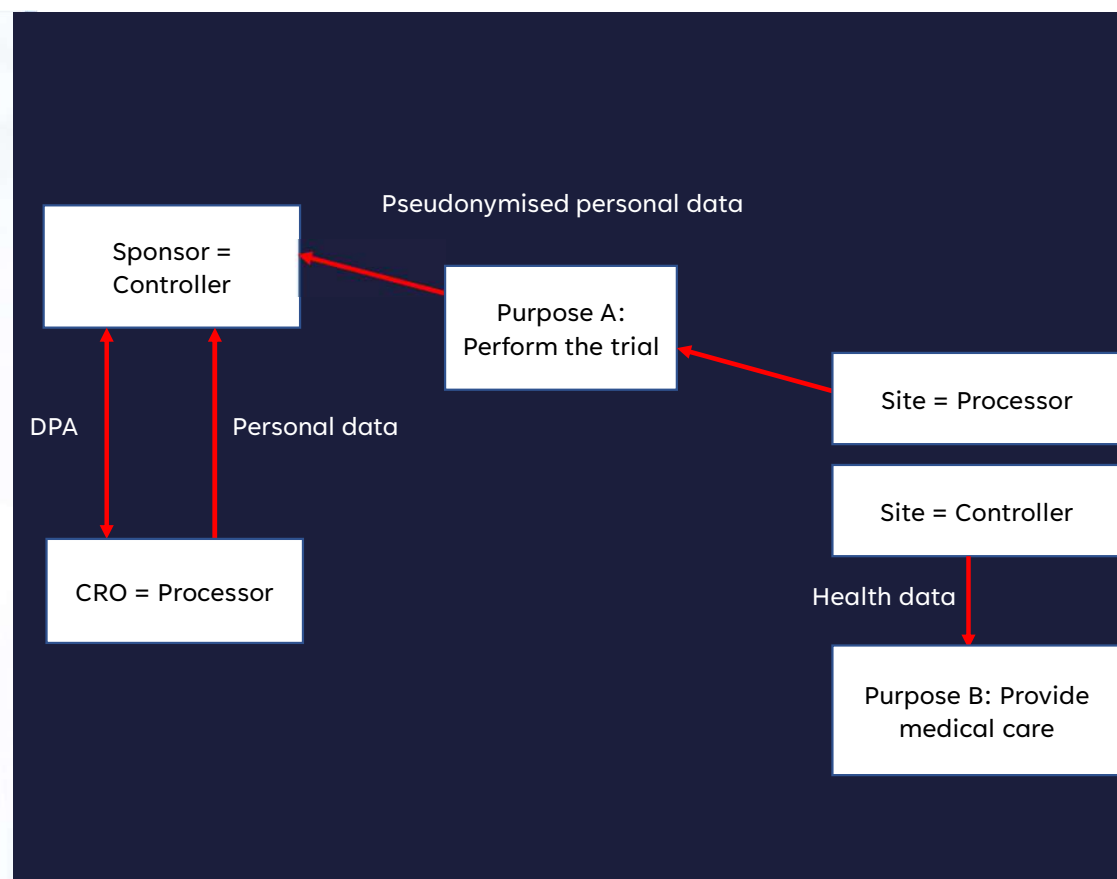 Pseudonymised personal data
Sponsor =
Controller
Purpose A:
Perform the trial
Site = Processor
DPA
Personal data
Site = Controller
CRO = Processor
Health data
Purpose B: Provide
medical care